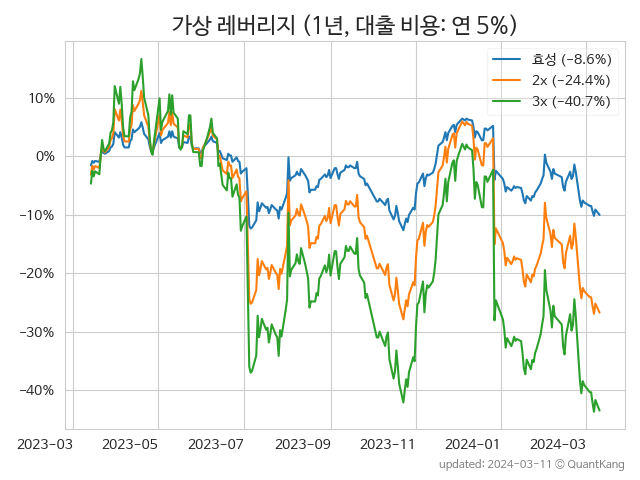 가상 레버리지 (1년, 대출 비용: 연 5%)
효성 (−8.6%)
2x (−24.4%)
3x (−40.7%)
10%
0%
−10%
−20%
−30%
−40%
2023-03 2023-05 2023-07 2023-09 2023-11 2024-01 2024-03
updated: 2024-03-11 © QuantKang